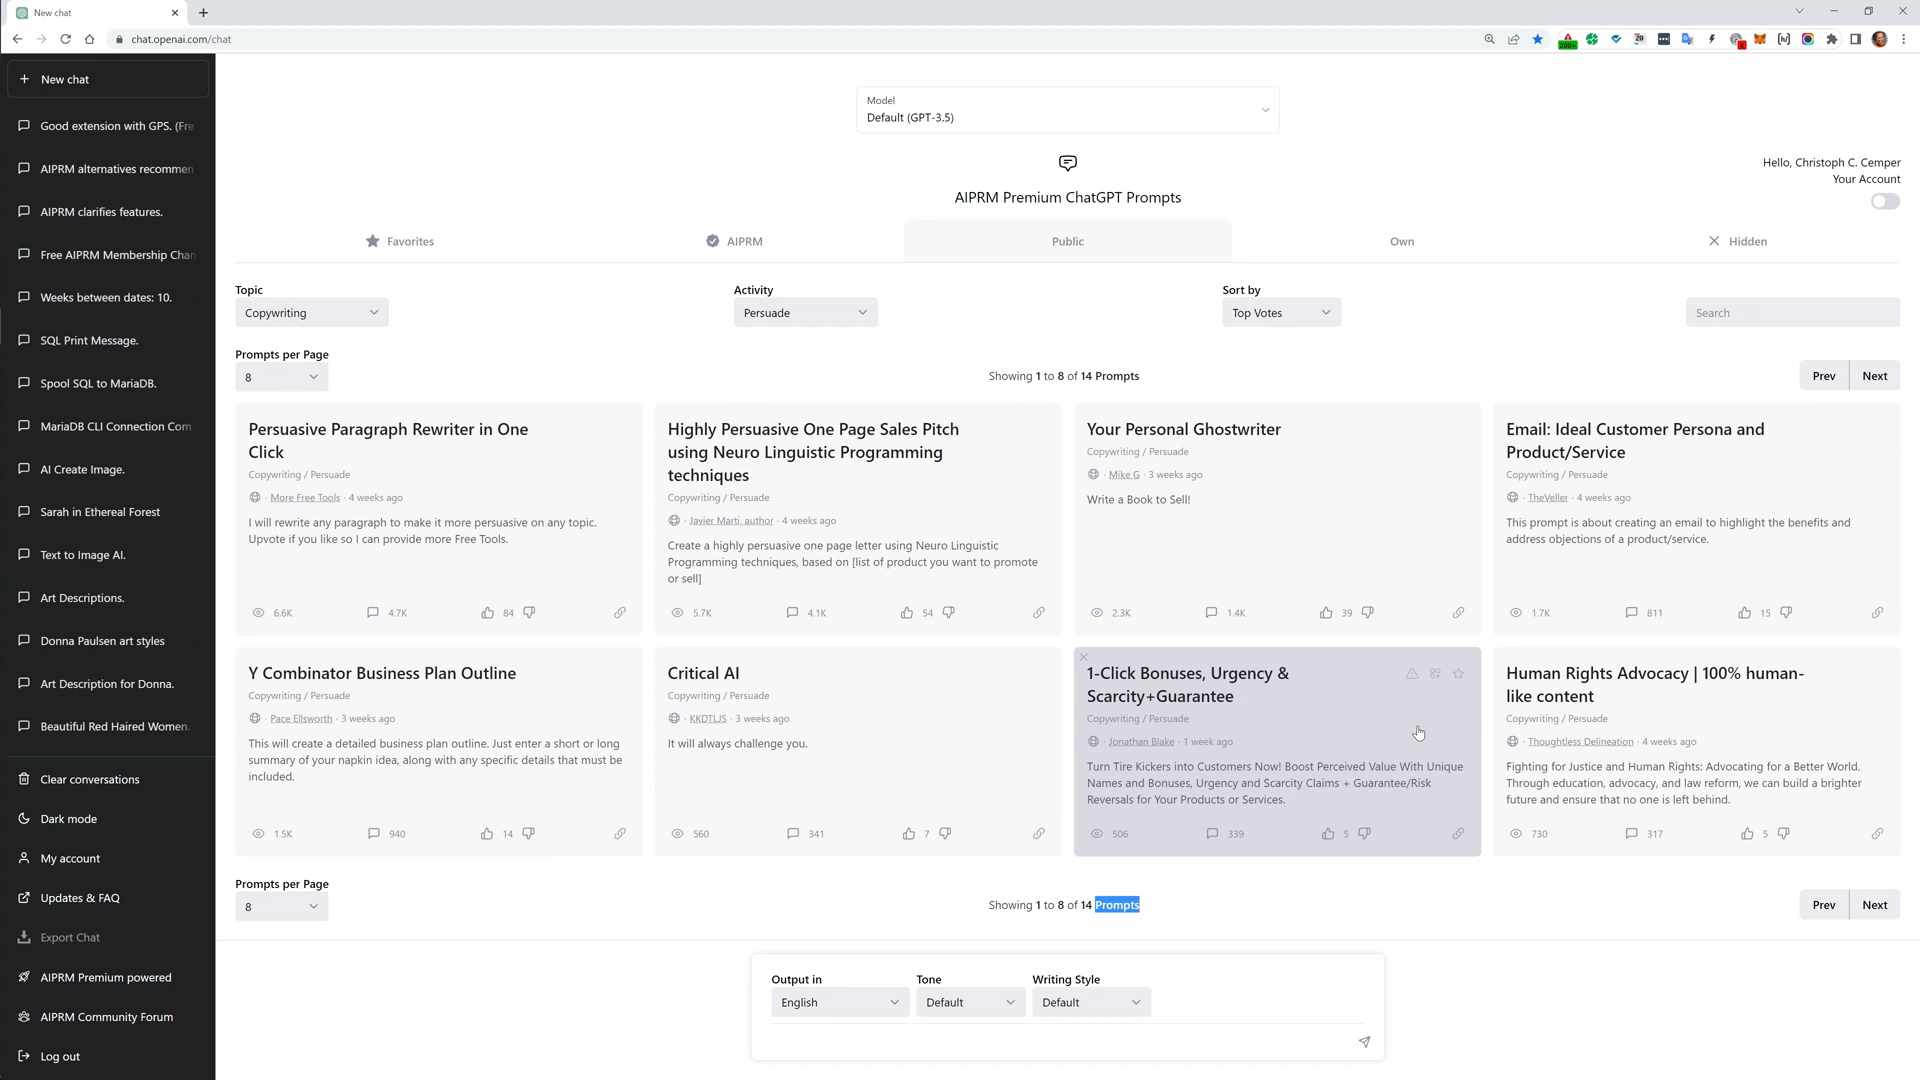 New chat
chat.openai.com/chat
New chat
Good extension with GPS. (Fre
AIPRM alternatives recommen
AIPRM clarifies features.
Free AIPRM Membership Chan
Weeks between dates: 10.
SQL Print Message.
Spool SQL to MariaDB.
MariaDB CLI Connection Com
AI Create Image.
Sarah in Ethereal Forest
Text to Image AI.
Art Descriptions.
Donna Paulsen art styles
Art Description for Donna.
Beautiful Red Haired Women.
Clear conversations
Dark mode
My account
Updates & FAQ
Export Chat
AIPRM Premium powered
AIPRM Community Forum
Log out
Model
Default (GPT-3.5)
Hello, Christoph C. Cemper
Your Account
AIPRM Premium ChatGPT Prompts
Favorites
AIPRM
Public
Own
Hidden
Topic
Copywriting
Activity
Persuade
Sort by
Top Votes
Search
Prompts per Page
8
Showing 1 to 8 of 14 Prompts
Prev
Next
Persuasive Paragraph Rewriter in One
Click
Copywriting / Persuade
· More Free Tools · 4 weeks ago
I will rewrite any paragraph to make it more persuasive on any topic.
Upvote if you like so I can provide more Free Tools.
6.6K
4.7K
84
Highly Persuasive One Page Sales Pitch
using Neuro Linguistic Programming
techniques
Copywriting / Persuade
· Javier Marti, author · 4 weeks ago
Create a highly persuasive one page letter using Neuro Linguistic
Programming techniques, based on [list of product you want to promote
or sell]
5.7K
4.1K
54
Your Personal Ghostwriter
Copywriting / Persuade
· Mike G · 3 weeks ago
Write a Book to Sell!
2.3K
1.4K
39
Email: Ideal Customer Persona and
Product/Service
Copywriting / Persuade
· TheVeller · 4 weeks ago
This prompt is about creating an email to highlight the benefits and
address objections of a product/service.
1.7K
811
15
Y Combinator Business Plan Outline
Copywriting / Persuade
· Pace Ellsworth · 3 weeks ago
This will create a detailed business plan outline. Just enter a short or long
summary of your napkin idea, along with any specific details that must be
included.
1.5K
940
14
Critical AI
Copywriting / Persuade
· KKDTLJS · 3 weeks ago
It will always challenge you.
560
341
7
1-Click Bonuses, Urgency &
Scarcity+Guarantee
Copywriting / Persuade
· Jonathan Blake · 1 week ago
Turn Tire Kickers into Customers Now! Boost Perceived Value With Unique
Names and Bonuses, Urgency and Scarcity Claims + Guarantee/Risk
Reversals for Your Products or Services.
506
339
5
Human Rights Advocacy | 100% human-
like content
Copywriting / Persuade
· Thoughtless Delineation · 4 weeks ago
Fighting for Justice and Human Rights: Advocating for a Better World.
Through education, advocacy, and law reform, we can build a brighter
future and ensure that no one is left behind.
730
317
5
Prompts per Page
8
Showing 1 to 8 of 14 Prompts
Prev
Next
Output in
English
Tone
Default
Writing Style
Default